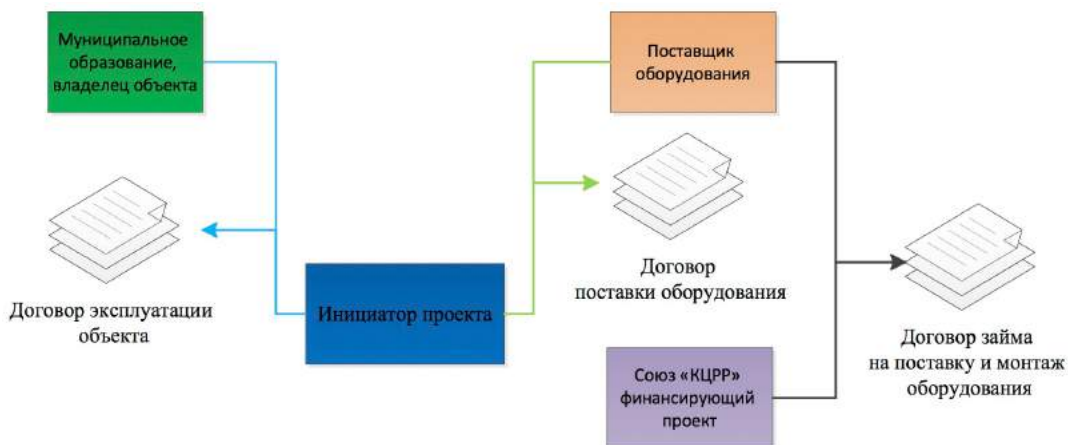 Муниципальное
образование,
владелец объекта
Поставщик
оборудования
Договор эксплуатации
объекта
Инициатор проекта
Договор
поставки оборудования
Союз «КЦРР»
финансирующий
проект
Договор займа
на поставку и монтаж
оборудования